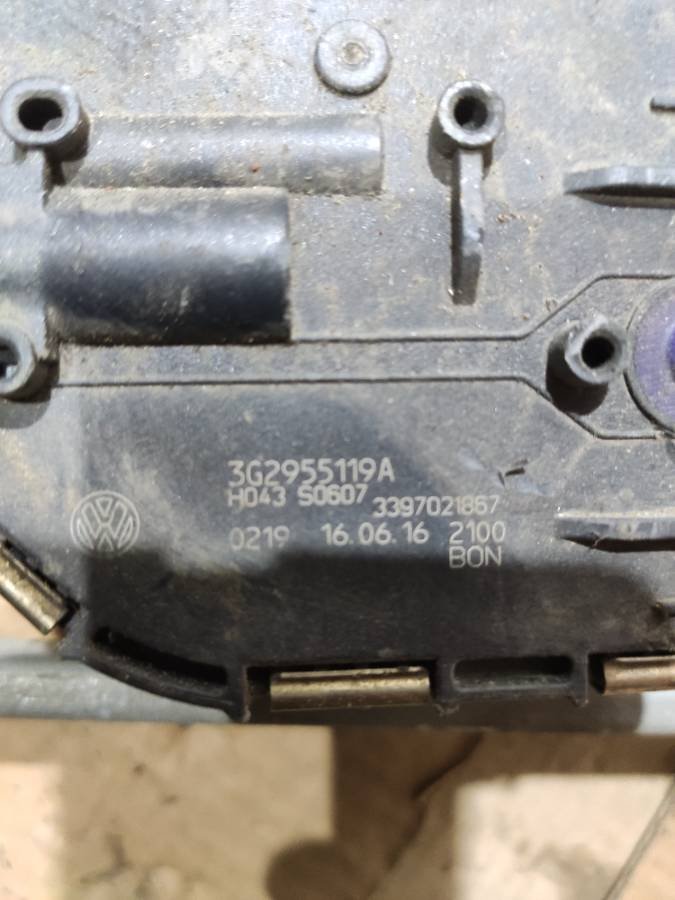 3G2955119A
H043 S0607 3397021867
0219 16.06.16 2100
BON